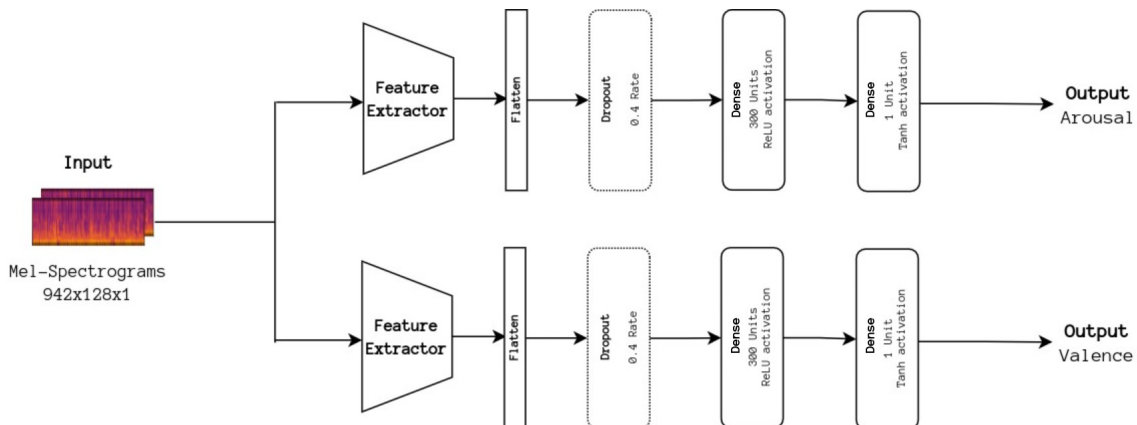 Input
Mel-Spectrograms
942x128x1
Feature
Extractor
Flatten
Dropout
0.4 Rate
Dense
300 Units
ReLU activation
Dense
1 Unit
Tanh activation
Output
Arousal
Feature
Extractor
Flatten
Dropout
0.4 Rate
Dense
300 Units
ReLU activation
Dense
1 Unit
Tanh activation
Output
Valence